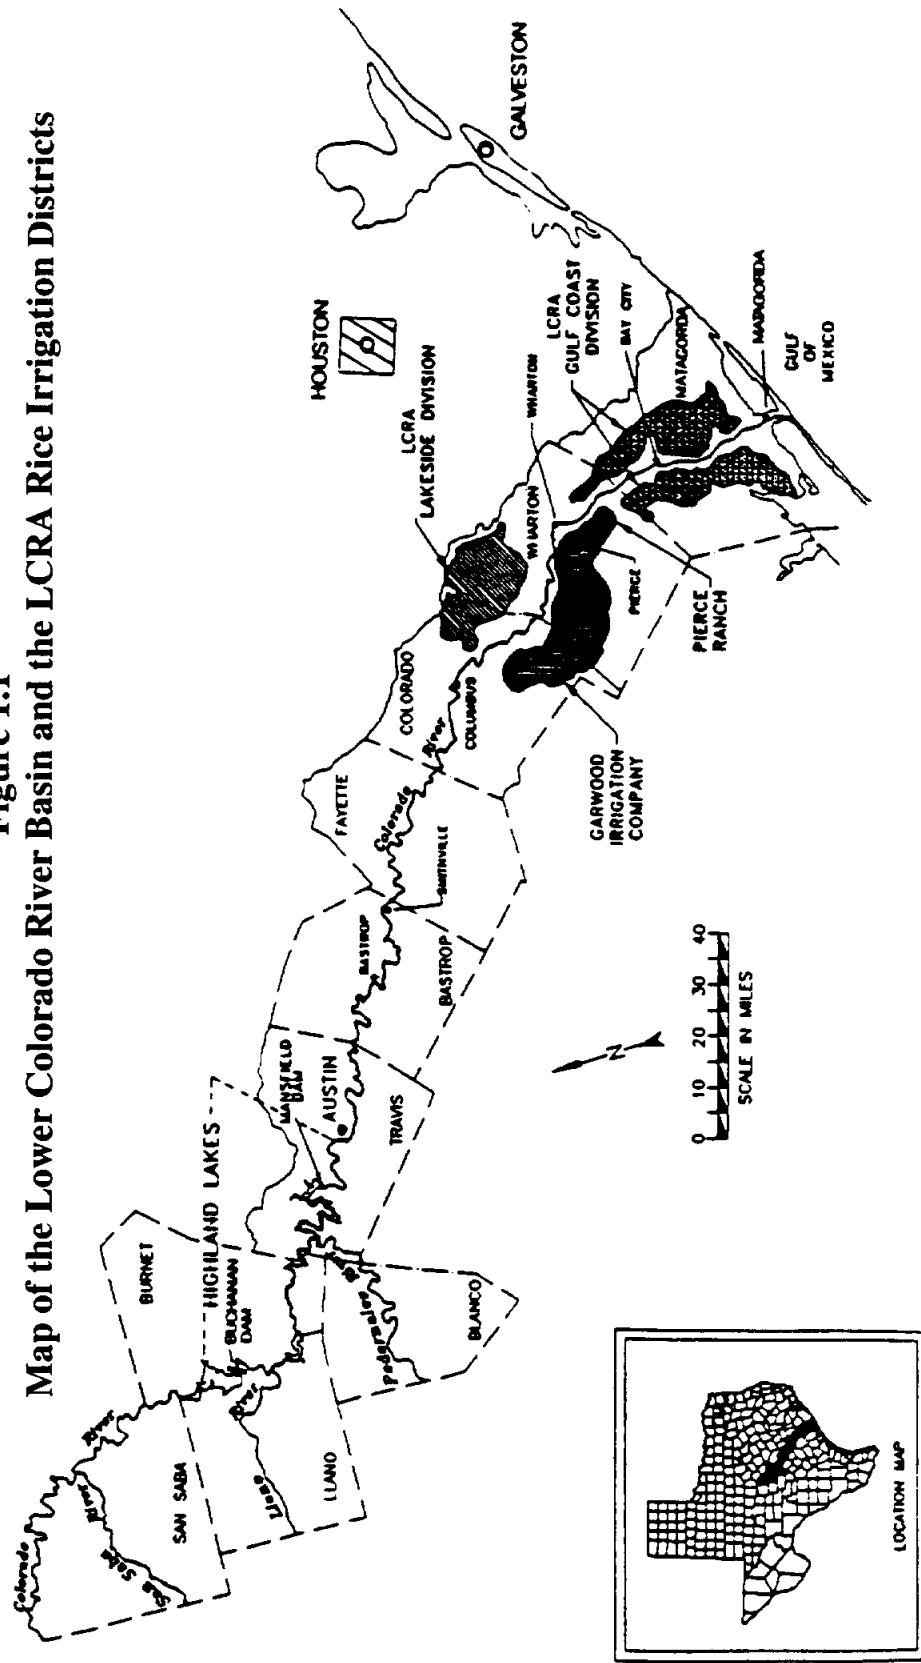 Figure 1.1
Map of the Lower Colorado River Basin and the LCRA Rice Irrigation Districts
Colorado
River
San Saba
River
SAN SABA
BURNET
HIGHLAND LAKES
BUCHANAN
DAM
Llano
River
LLANO
Pedernales
R
BLANCO
MANSFIELD
DAM
AUSTIN
TRAVIS
BASTROP
BASTROP
SMITHVILLE
FAYETTE
Colorado
River
COLORADO
COLUMBUS
LCRA
LAKESIDE DIVISION
HOUSTON
GALVESTON
WHARTON
WHARTON
LCRA
GULF COAST
DIVISION
BAY CITY
MATAGORDA
MATAGORDA
GULF
OF
MEXICO
PIERCE
PIERCE
RANCH
GARWOOD
IRRIGATION
COMPANY
N
0 10 20 30 40
SCALE IN MILES
LOCATION MAP